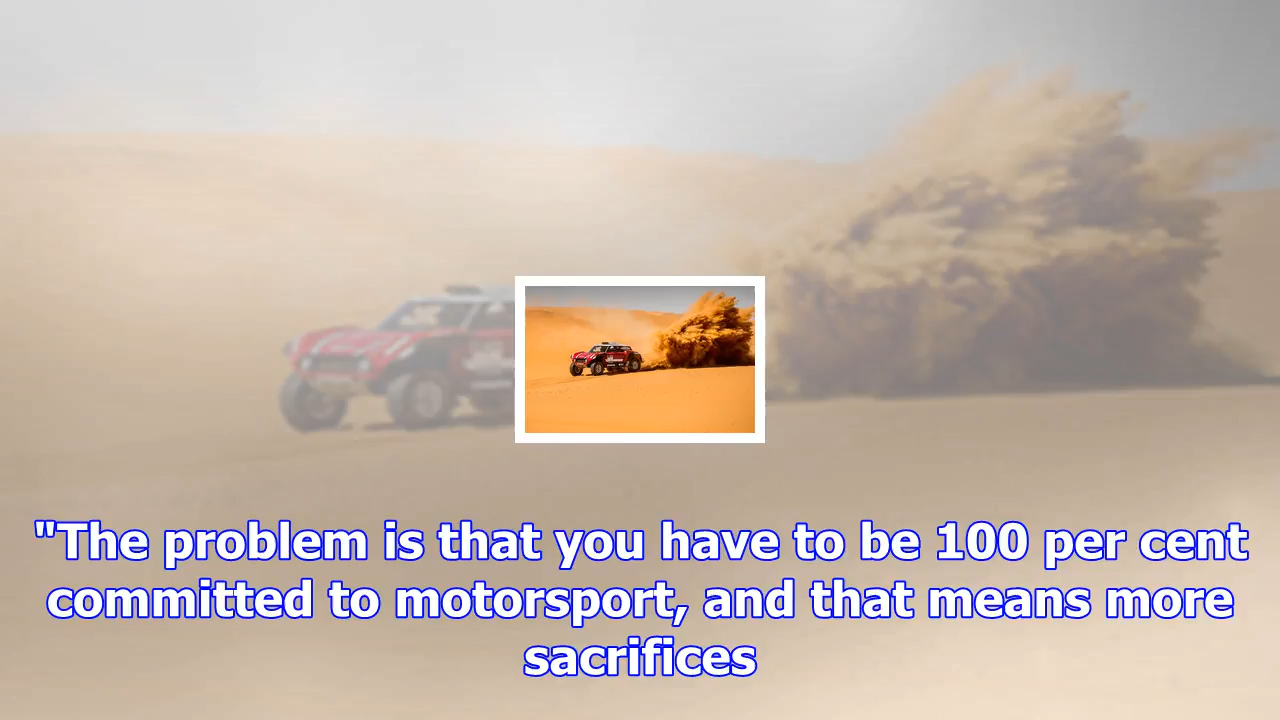 "The problem is that you have to be 100 per cent
committed to motorsport, and that means more
sacrifices